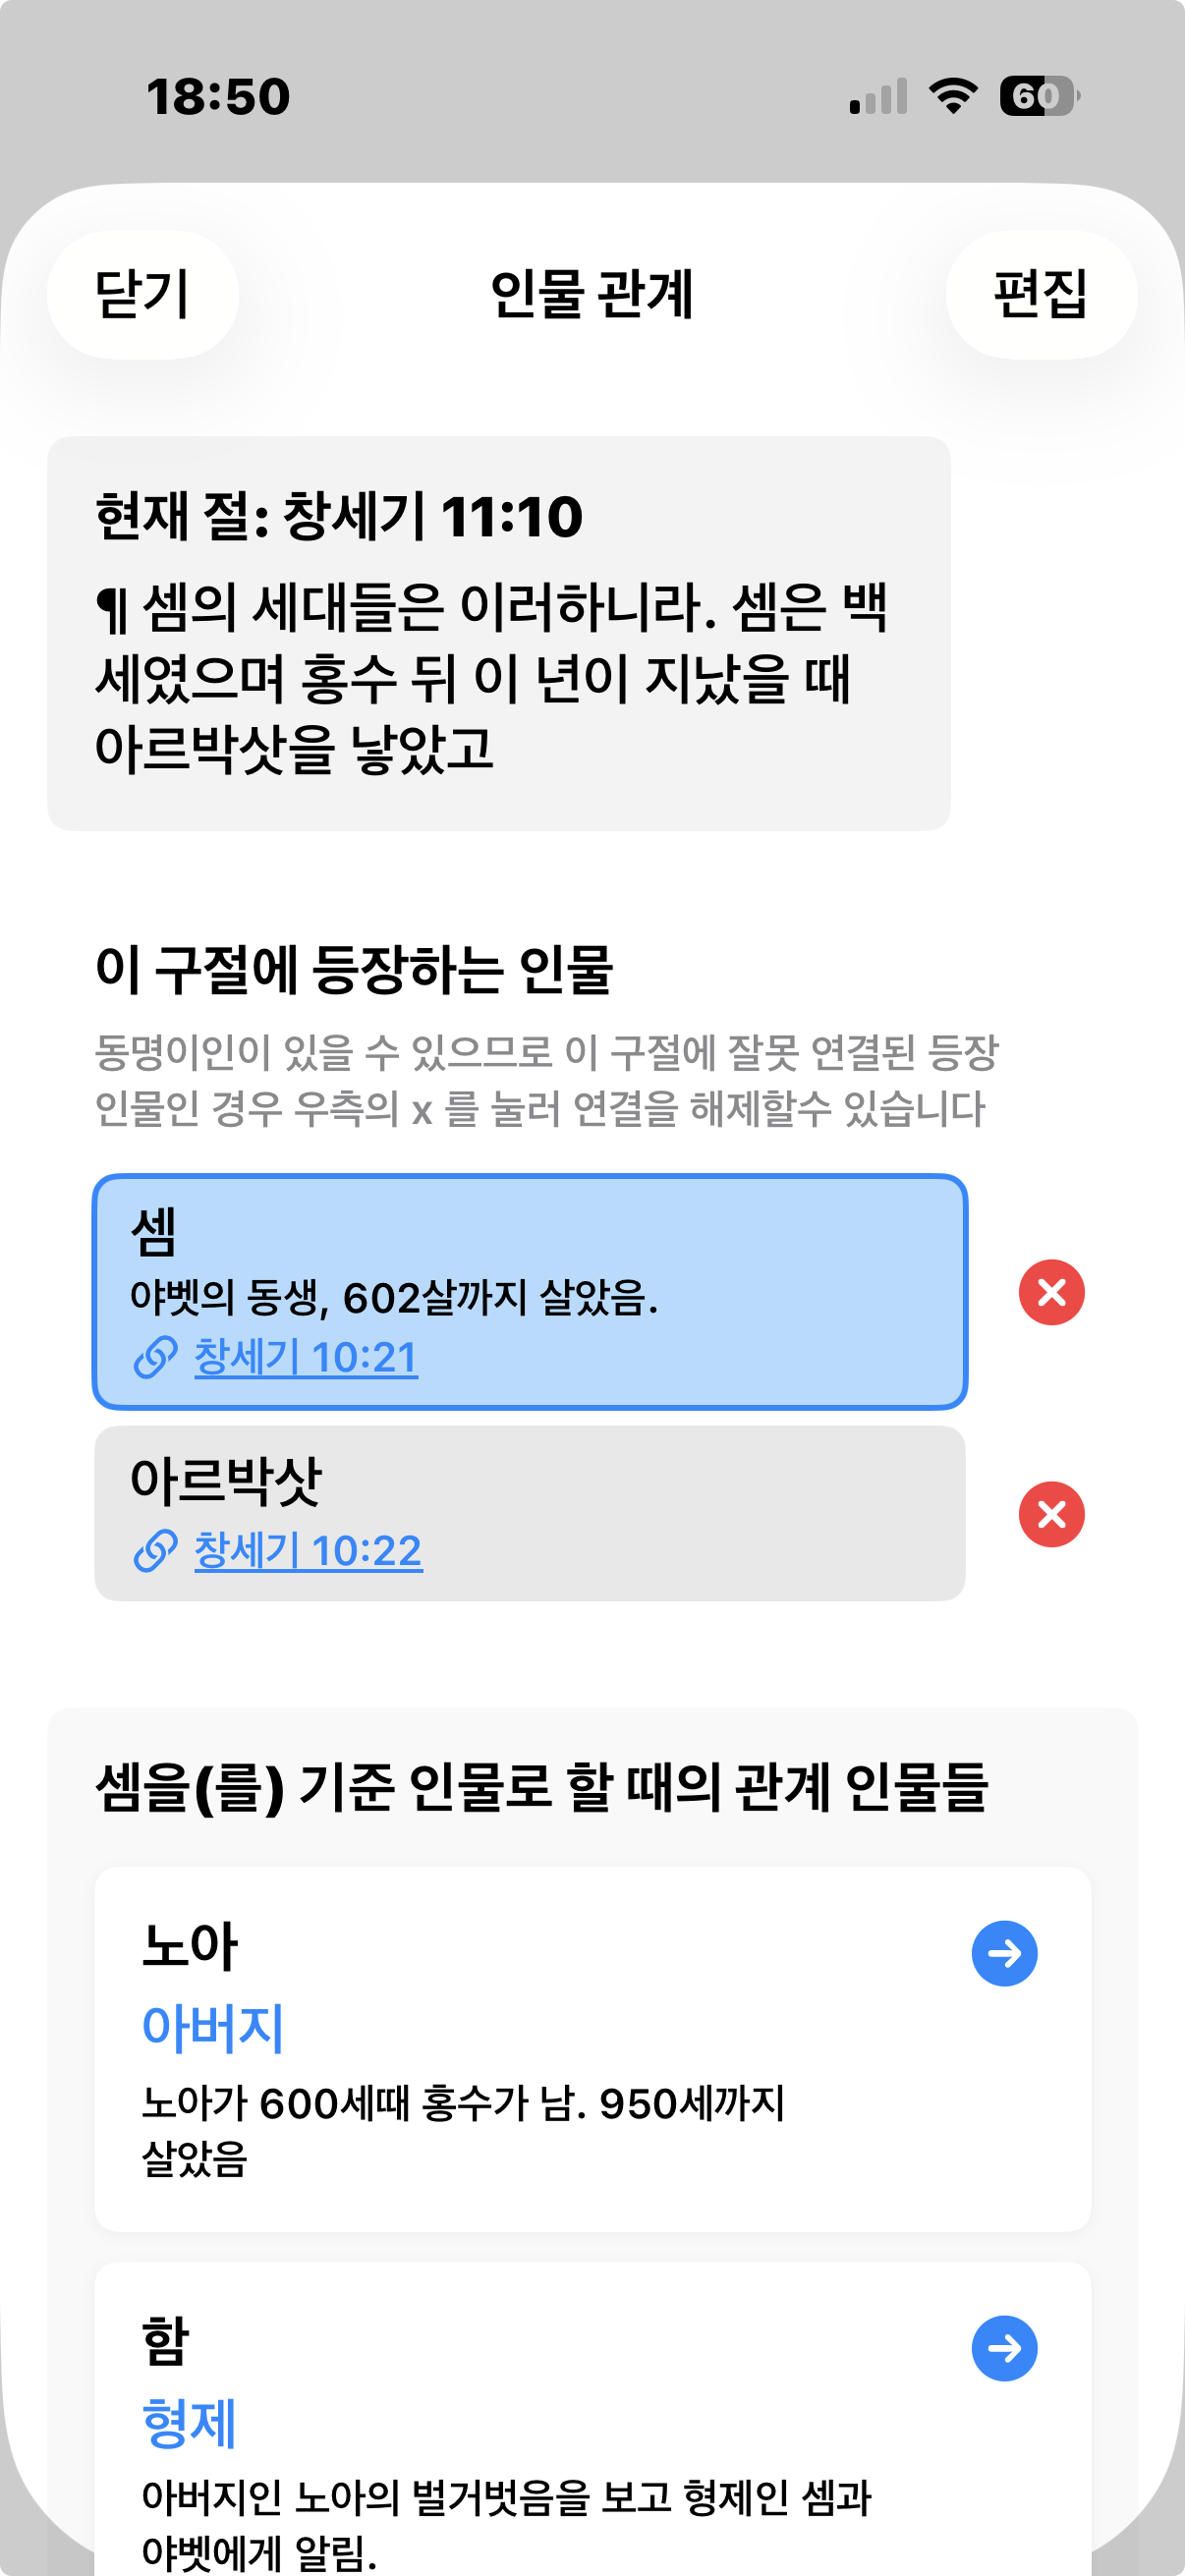 18:50
60
닫기
인물 관계
편집
현재 절: 창세기 11:10
¶ 셈의 세대들은 이러하니라. 셈은 백
세였으며 홍수 뒤 이 년이 지났을 때
아르박삿을 낳았고
이 구절에 등장하는 인물
동명이인이 있을 수 있으므로 이 구절에 잘못 연결된 등장
인물인 경우 우측의 x 를 눌러 연결을 해제할수 있습니다
셈
야벳의 동생, 602살까지 살았음.
창세기 10:21
아르박삿
창세기 10:22
셈을(를) 기준 인물로 할 때의 관계 인물들
노아
아버지
노아가 600세때 홍수가 남. 950세까지
살았음
함
형제
아버지인 노아의 벌거벗음을 보고 형제인 셈과
야벳에게 알림.